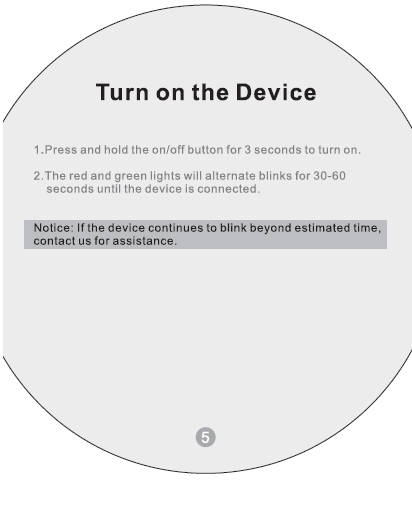 Turn on the Device
1.Press and hold the on/off button for 3 seconds to turn on.
2.The red and green lights will alternate blinks for 30-60
seconds until the device is connected.
Notice: If the device continues to blink beyond estimated time,
contact us for assistance.
5